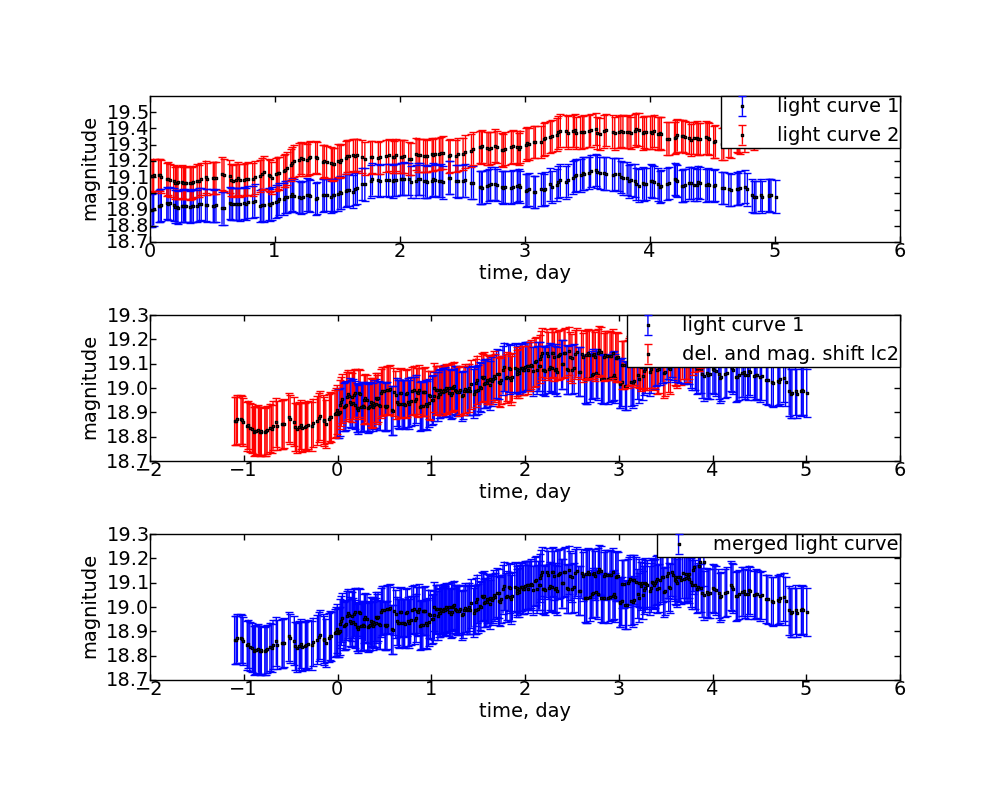 19.5
19.4
19.3
19.2
19.1
19.0
18.9
18.8
18.7
magnitude
light curve 1
light curve 2
0 1 2 3 4 5 6
time, day
19.3
19.2
19.1
19.0
18.9
18.8
18.7
magnitude
light curve 1
del. and mag. shift lc2
−2 −1 0 1 2 3 4 5 6
time, day
19.3
19.2
19.1
19.0
18.9
18.8
18.7
magnitude
merged light curve
−2 −1 0 1 2 3 4 5 6
time, day